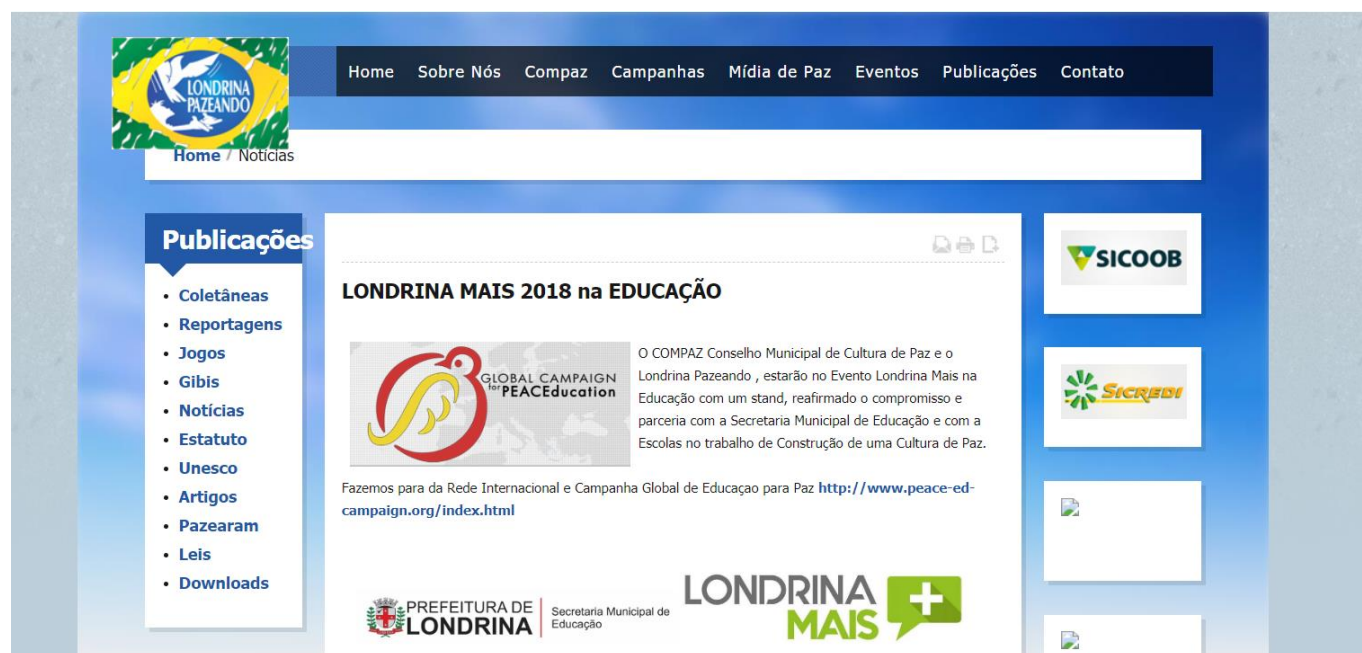 LONDRINA
PAZEANDO
Home Sobre Nós Compaz Campanhas Mídia de Paz Eventos Publicações Contato
Home / Notícias
Publicações
• Coletâneas
• Reportagens
• Jogos
• Gibis
• Notícias
• Estatuto
• Unesco
• Artigos
• Pazearam
• Leis
• Downloads
LONDRINA MAIS 2018 na EDUCAÇÃO
GLOBAL CAMPAIGN
for PEACEducation
O COMPAZ Conselho Municipal de Cultura de Paz e o
Londrina Pazeando , estarão no Evento Londrina Mais na
Educação com um stand, reafirmado o compromisso e
parceria com a Secretaria Municipal de Educação e com a
Escolas no trabalho de Construção de uma Cultura de Paz.
Fazemos para da Rede Internacional e Campanha Global de Educaçao para Paz http://www.peace-ed-
campaign.org/index.html
PREFEITURA DE
LONDRINA
Secretaria Municipal de
Educação
LONDRINA
MAIS
SICOOB
SICREDI